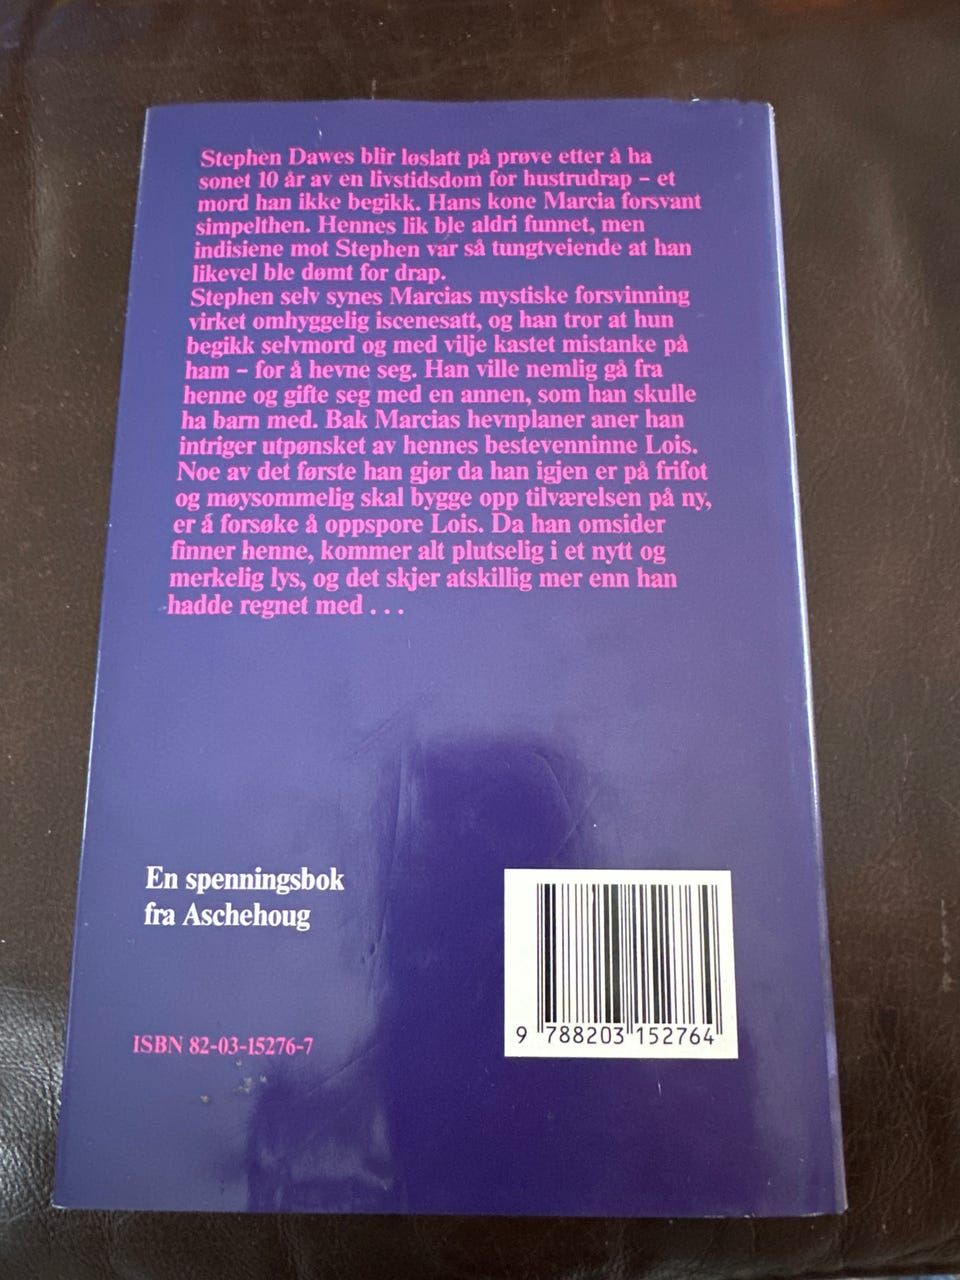 Stephen Dawes blir løslatt på prøve etter å ha
sonet 10 år av en livstidsdom for hustrudrap – et
mord han ikke begikk. Hans kone Marcia forsvant
simpelthen. Hennes lik ble aldri funnet, men
indisiene mot Stephen var så tungtveiende at han
likevel ble dømt for drap.
Stephen selv synes Marcias mystiske forsvinning
virket omhyggelig iscenesatt, og han tror at hun
begikk selvmord og med vilje kastet mistanke på
ham – for å hevne seg. Han ville nemlig gå fra
henne og gifte seg med en annen, som han skulle
ha barn med. Bak Marcias hevnplaner aner han
intriger utpønsket av hennes bestevenninne Lois.
Noe av det første han gjør da han igjen er på frifot
og møysommelig skal bygge opp tilværelsen på ny,
er å forsøke å oppspore Lois. Da han omsider
finner henne, kommer alt plutselig i et nytt og
merkelig lys, og det skjer atskillig mer enn han
hadde regnet med . . .
En spenningsbok
fra Aschehoug
ISBN 82-03-15276-7
9 788203 152764